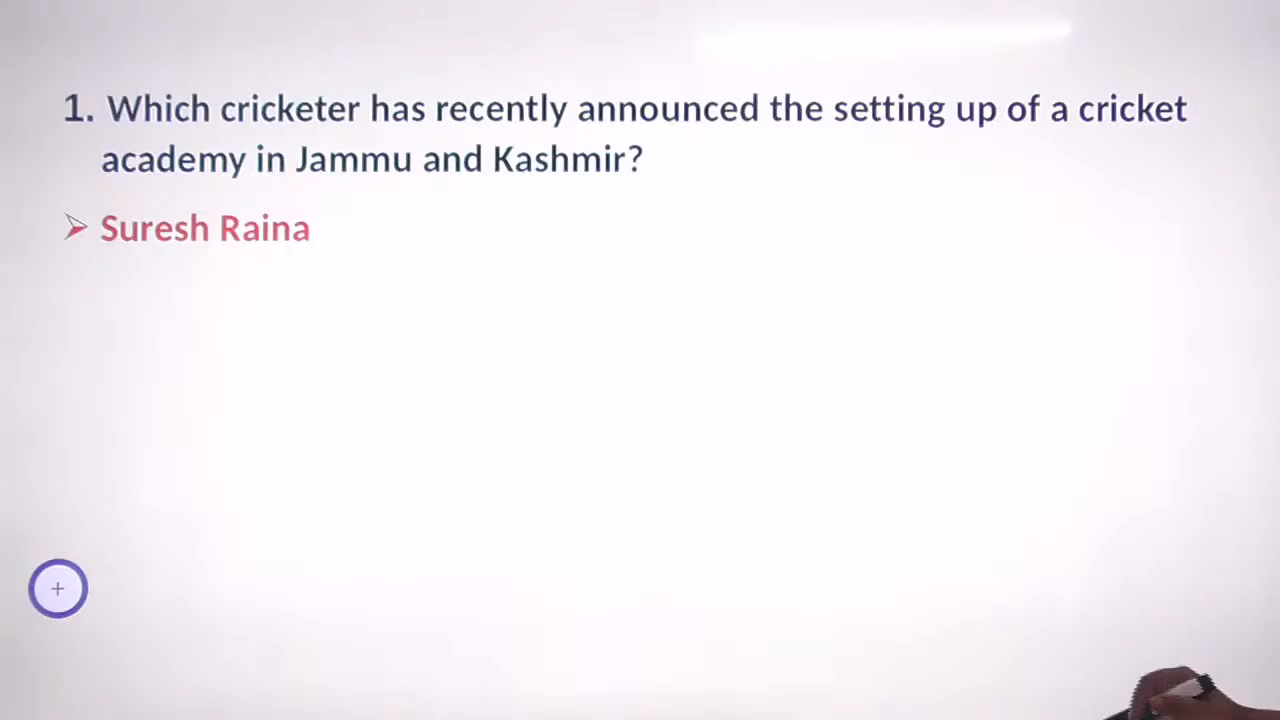 1. Which cricketer has recently announced the setting up of a cricket
academy in Jammu and Kashmir?
➢ Suresh Raina